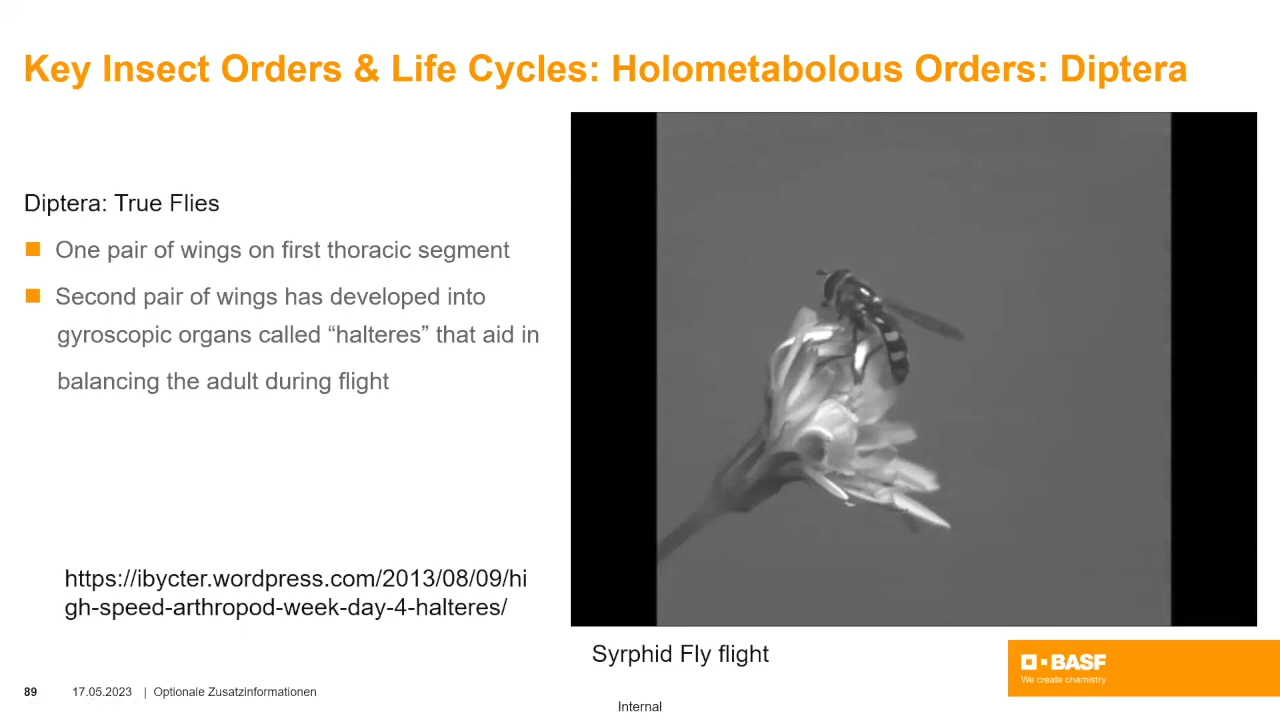 Key Insect Orders & Life Cycles: Holometabolous Orders: Diptera
Diptera: True Flies
One pair of wings on first thoracic segment
Second pair of wings has developed into
gyroscopic organs called “halteres” that aid in
balancing the adult during flight
https://ibycter.wordpress.com/2013/08/09/hi
gh-speed-arthropod-week-day-4-halteres/
Syrphid Fly flight
BASF
We create chemistry
89 17.05.2023 | Optionale Zusatzinformationen
Internal